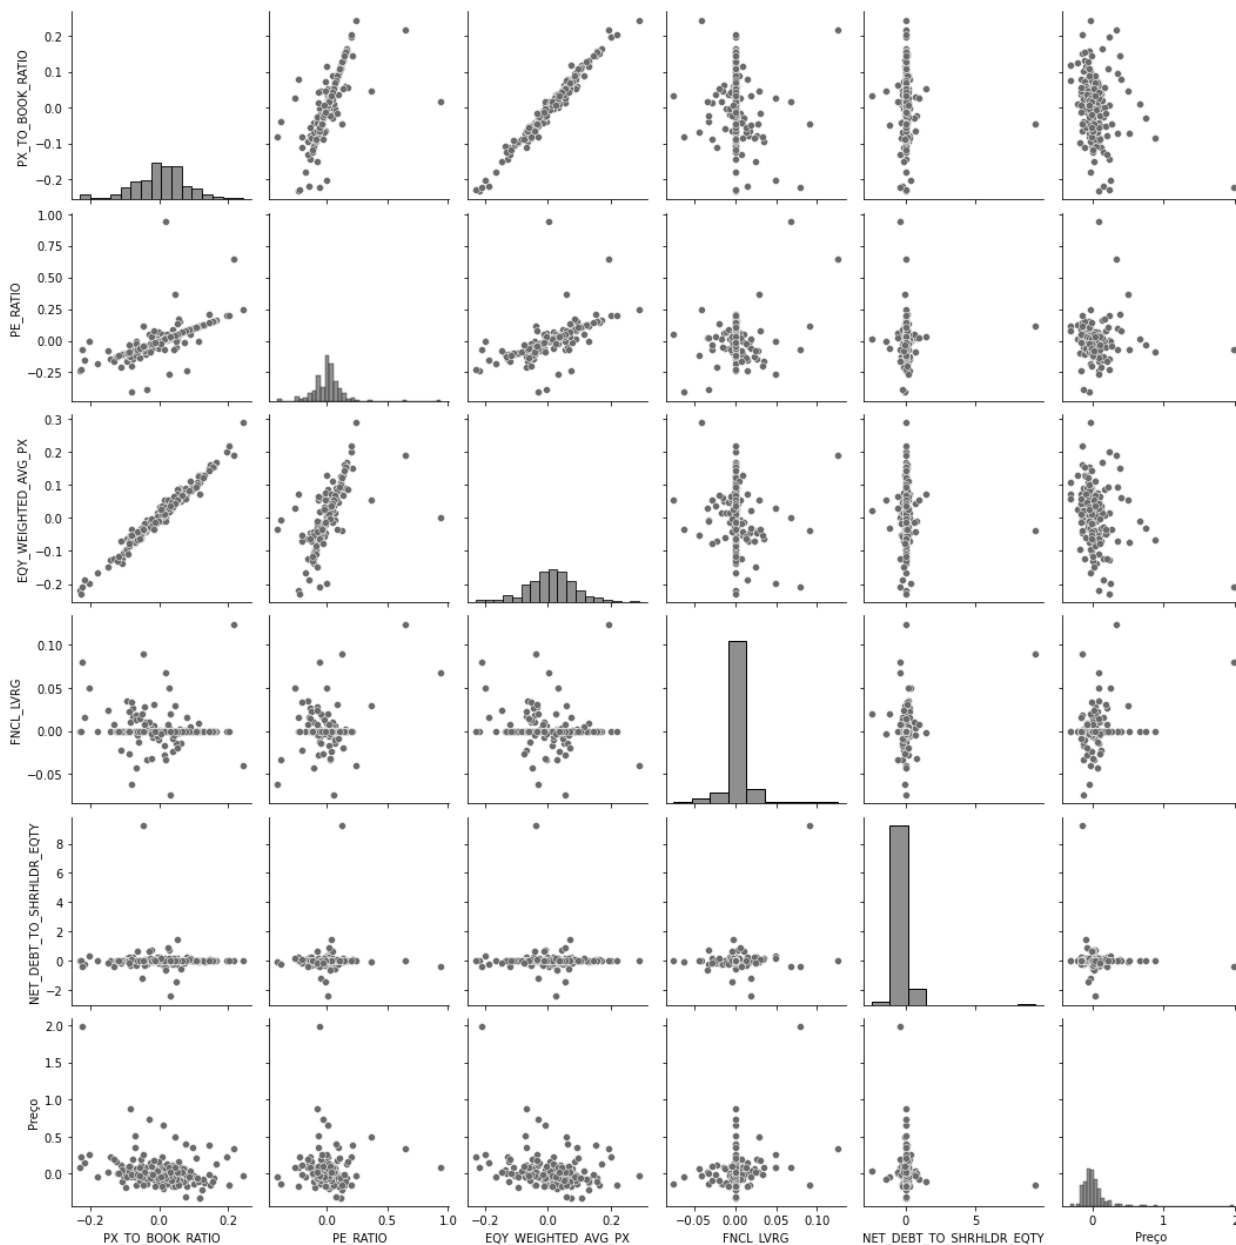 PX_TO_BOOK_RATIO
0.2
0.1
0.0
−0.1
−0.2
PE_RATIO
1.00
0.75
0.50
0.25
0.00
−0.25
EQY_WEIGHTED_AVG_PX
0.3
0.2
0.1
0.0
−0.1
−0.2
FNCL_LVRG
0.10
0.05
0.00
−0.05
NET_DEBT_TO_SHRHLDR_EQTY
8
6
4
2
0
−2
Preço
2.0
1.5
1.0
0.5
0.0
−0.2 0.0 0.2
PX_TO_BOOK_RATIO
0.0 0.5 1.0
PE_RATIO
−0.2 0.0 0.2
EQY_WEIGHTED_AVG_PX
−0.05 0.00 0.05 0.10
FNCL_LVRG
0 5
NET_DEBT_TO_SHRHLDR_EQTY
0 1 2
Preço